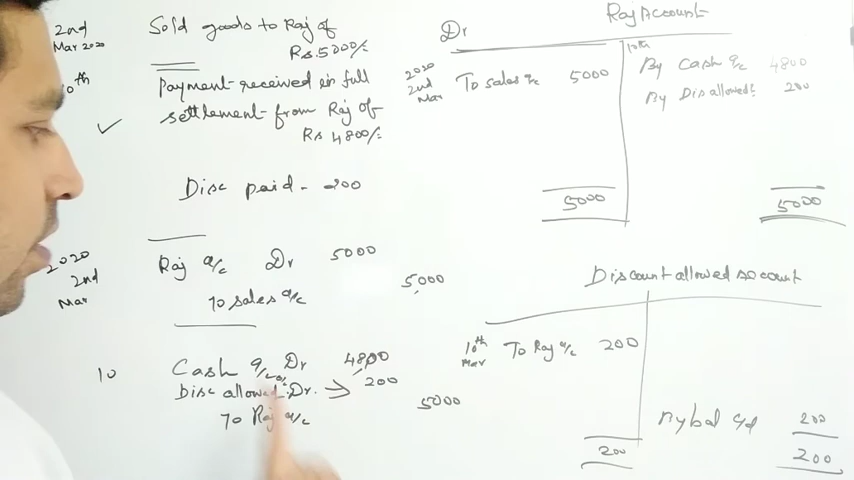 2nd Mar 2020
Sold goods to Raj of
Rs.5000/=
10th
Payment received in full
settlement from Raj of
Rs 4800/=
Disc paid - 200
2020 2nd Mar
Raj a/c Dr 5000
To sales a/c 5,000
10
Cash a/c Dr 4800
Disc allowed a/c Dr. 200
To Raj a/c 5000
Raj Account
Dr
2020 2nd Mar To sales a/c 5000
10th By Cash a/c 4800
By Dis allowed 200
5000 5000
Discount allowed account
10th Mar To Raj a/c 200
By bal c/d 200
200 200